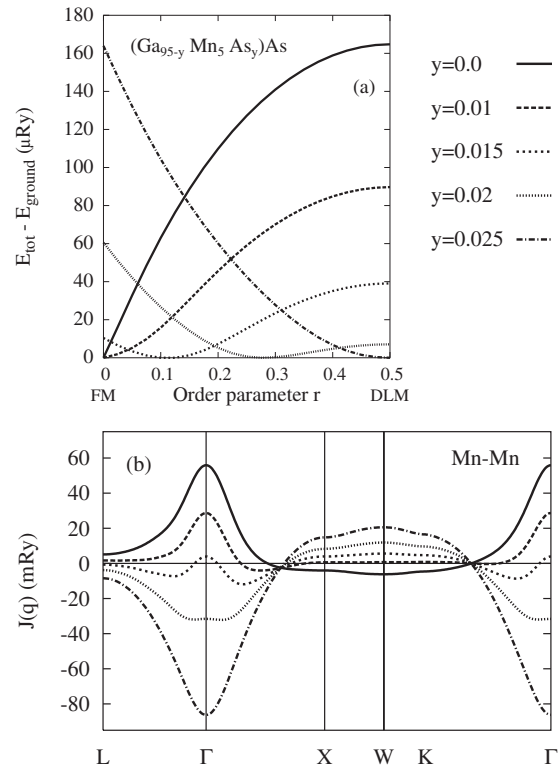 (Ga₉₅₋y Mn₅ Asy)As
(a)
E_tot - E_ground (μRy)
180
160
140
120
100
80
60
40
20
0
0 0.1 0.2 0.3 0.4 0.5
FM Order parameter r DLM
y=0.0
y=0.01
y=0.015
y=0.02
y=0.025
(b) Mn-Mn
J(q) (mRy)
60
40
20
0
-20
-40
-60
-80
L Γ X W K Γ